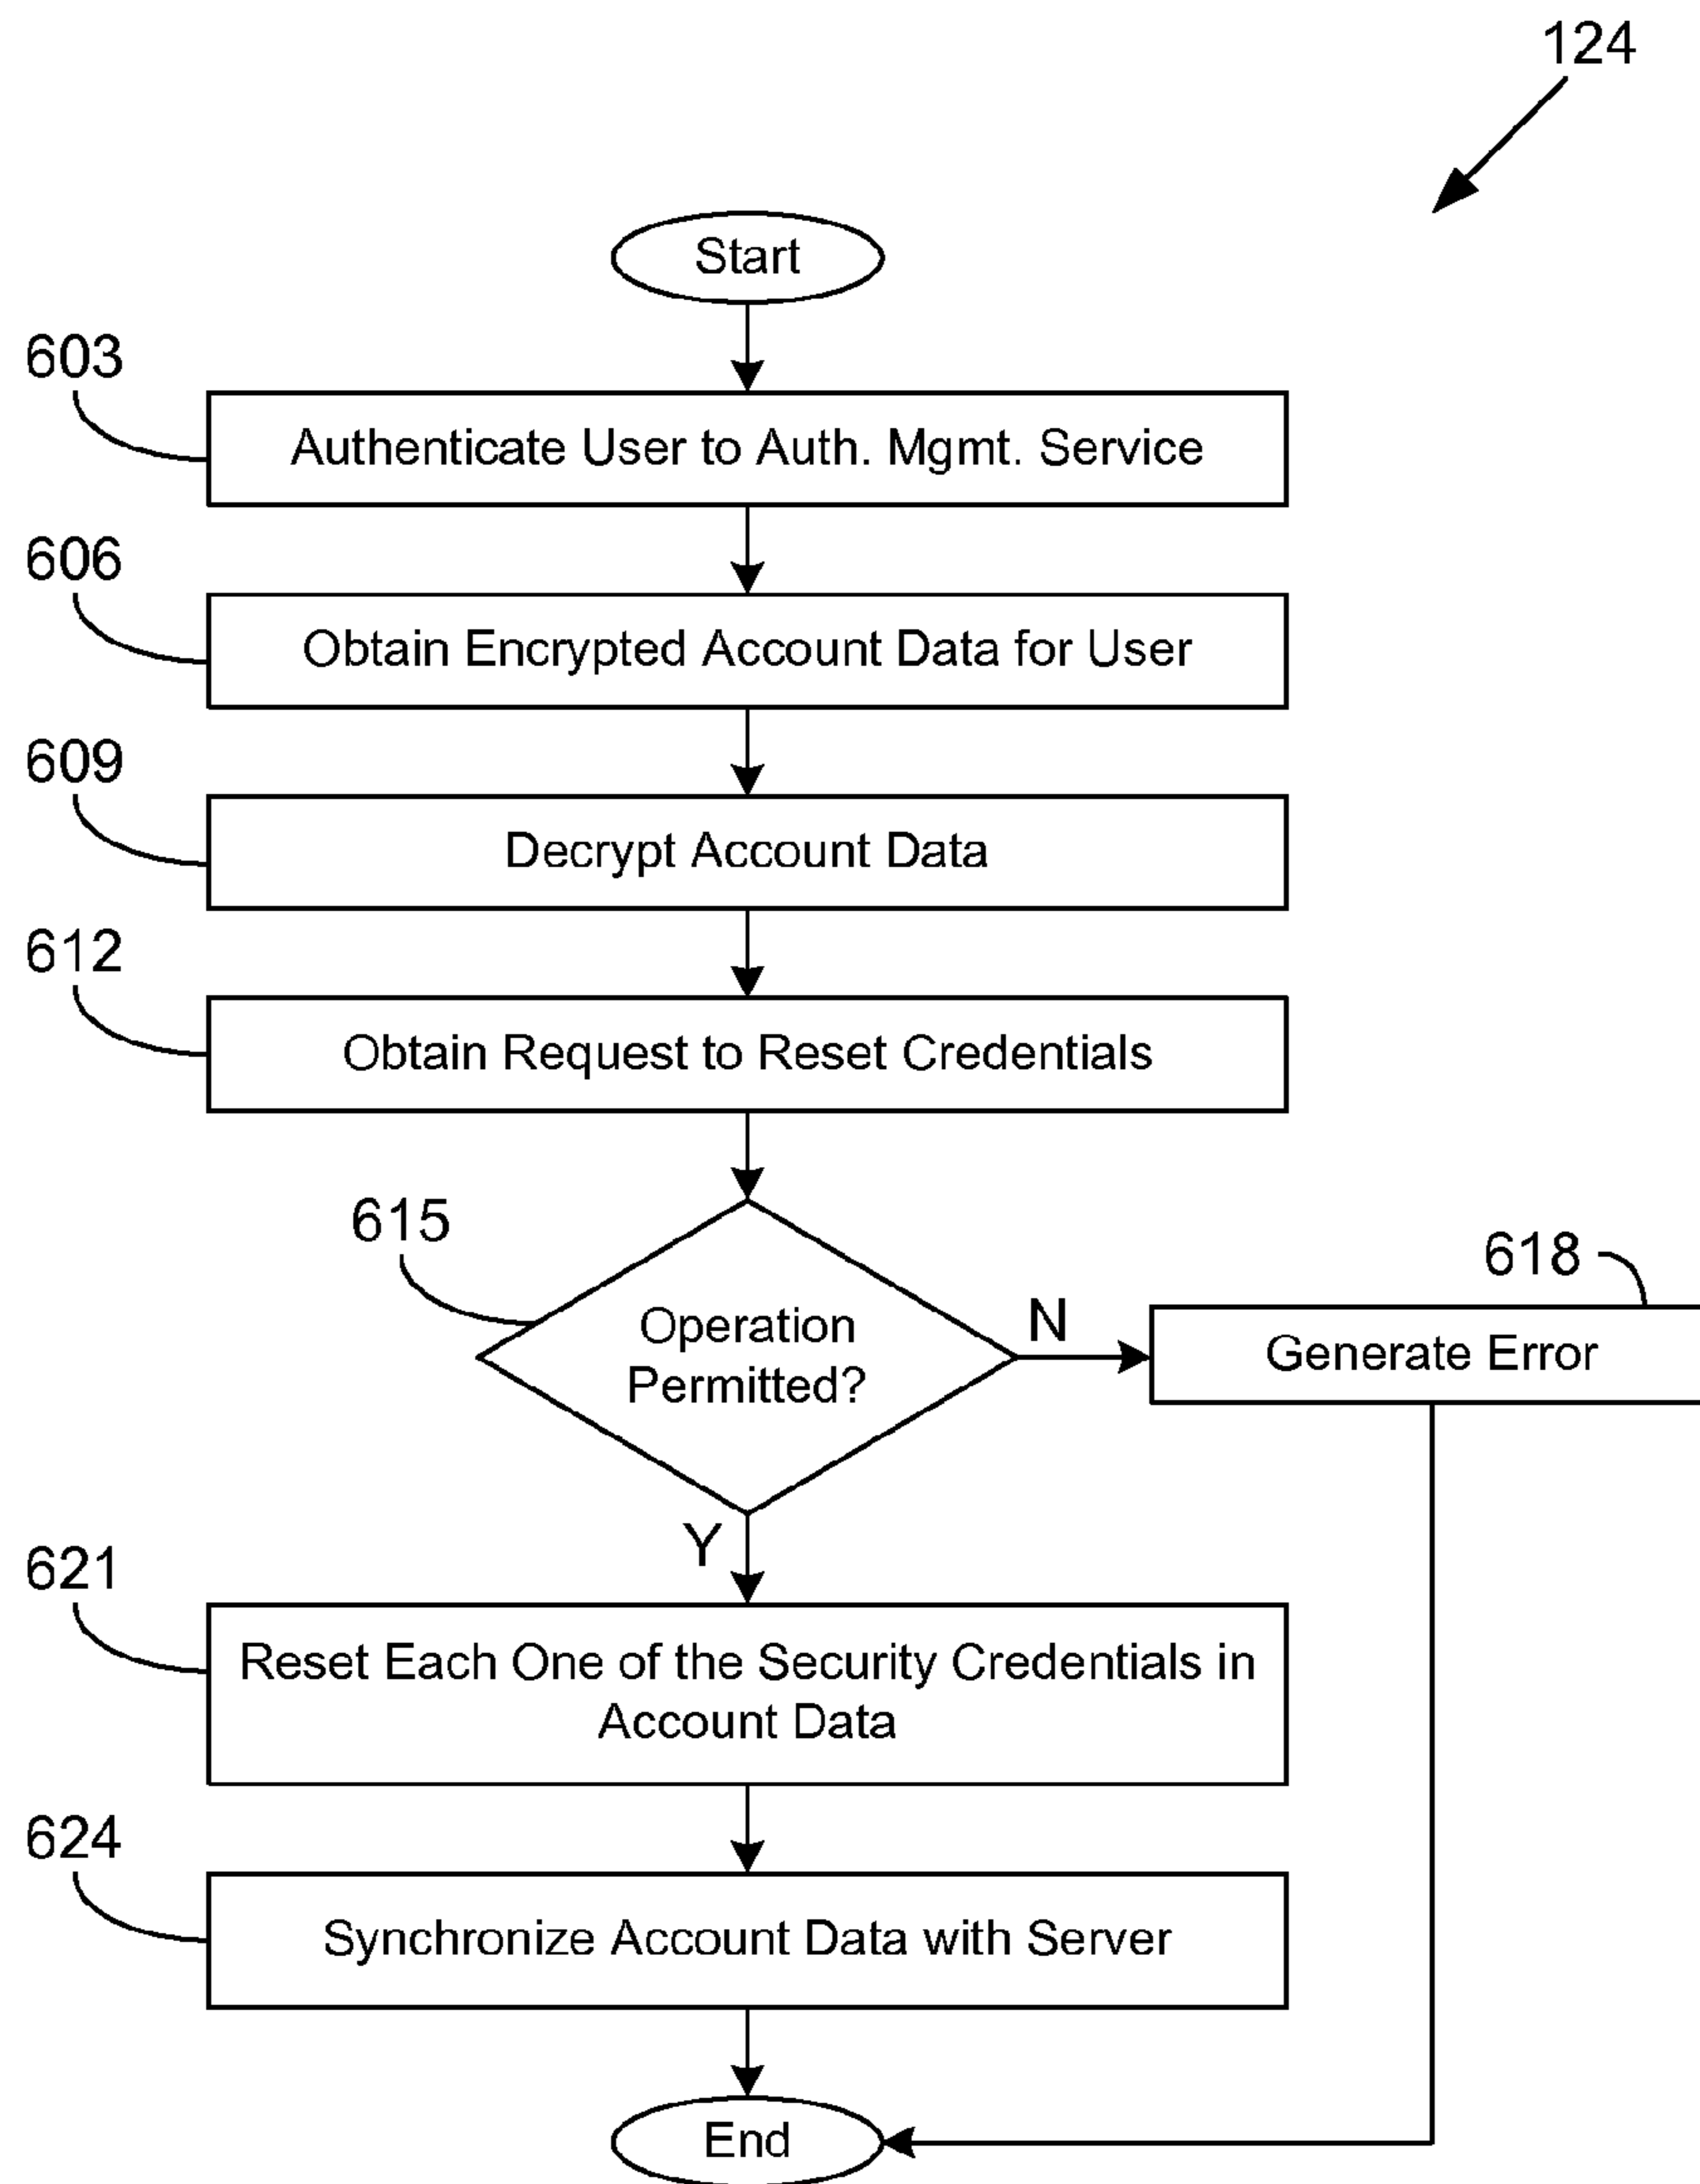 124
Start
603
Authenticate User to Auth. Mgmt. Service
606
Obtain Encrypted Account Data for User
609
Decrypt Account Data
612
Obtain Request to Reset Credentials
615
Operation
Permitted?
N
618
Generate Error
Y
621
Reset Each One of the Security Credentials in
Account Data
624
Synchronize Account Data with Server
End